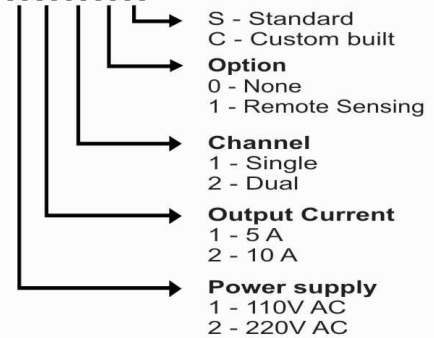 S - Standard
C - Custom built
Option
0 - None
1 - Remote Sensing
Channel
1 - Single
2 - Dual
Output Current
1 - 5 A
2 - 10 A
Power supply
1 - 110V AC
2 - 220V AC